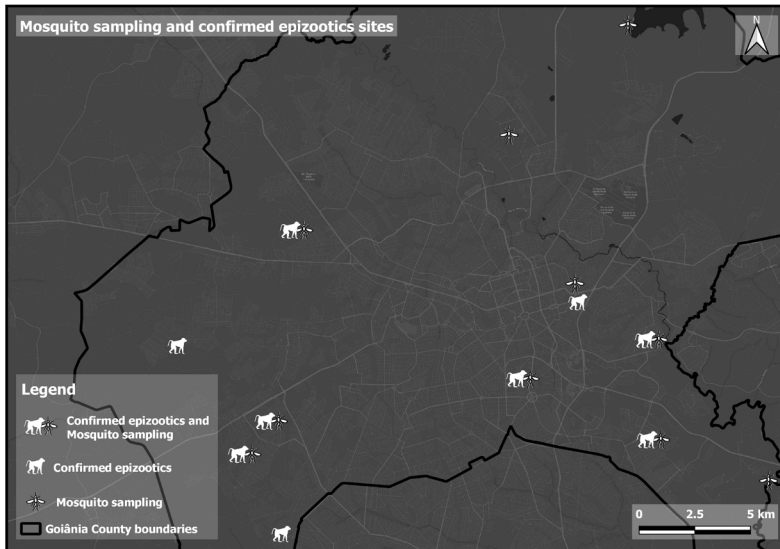 Mosquito sampling and confirmed epizootics sites
N
Legend
Confirmed epizootics and
Mosquito sampling
Confirmed epizootics
Mosquito sampling
Goiânia County boundaries
0 2.5 5 km